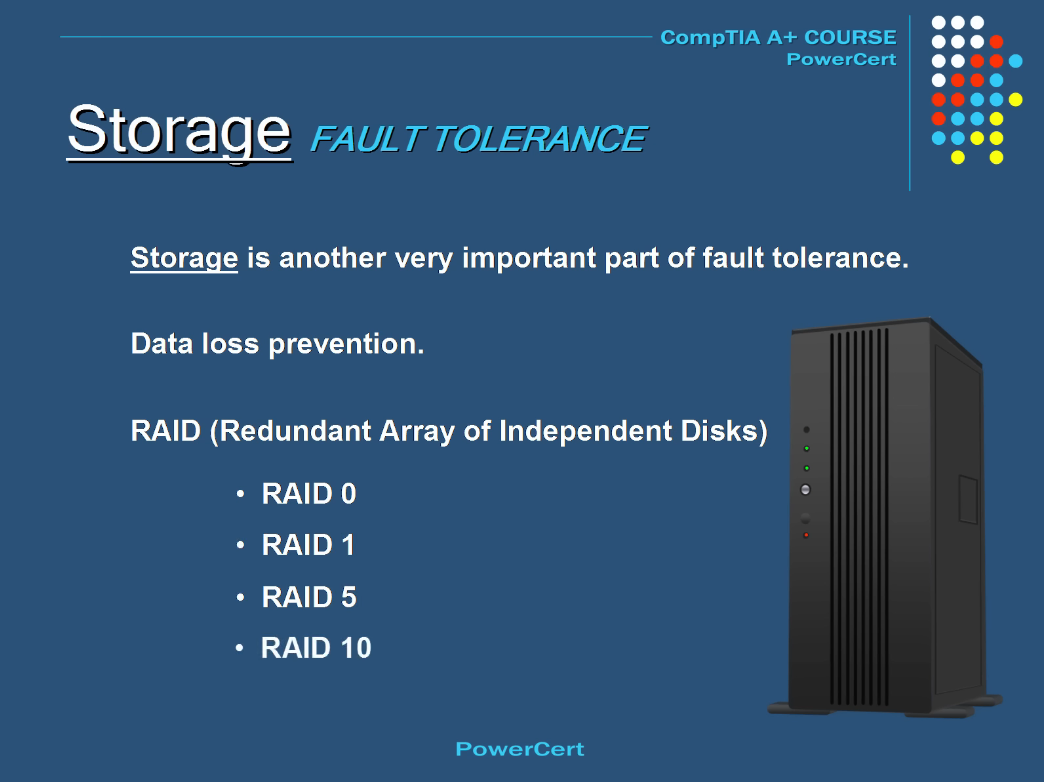 CompTIA A+ COURSE
PowerCert
Storage FAULT TOLERANCE
Storage is another very important part of fault tolerance.
Data loss prevention.
RAID (Redundant Array of Independent Disks)
• RAID 0
• RAID 1
• RAID 5
• RAID 10
PowerCert